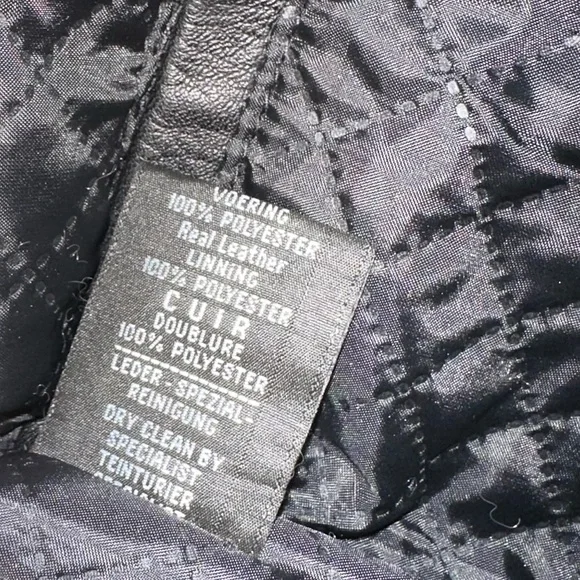 VOERING
100% POLYESTER
Real Leather
LINNING
100% POLYESTER
CUIR
DOUBLURE
100% POLYESTER
LEDER-SPEZIAL-
REINIGUNG
DRY CLEAN BY
SPECIALIST
TEINTURIER